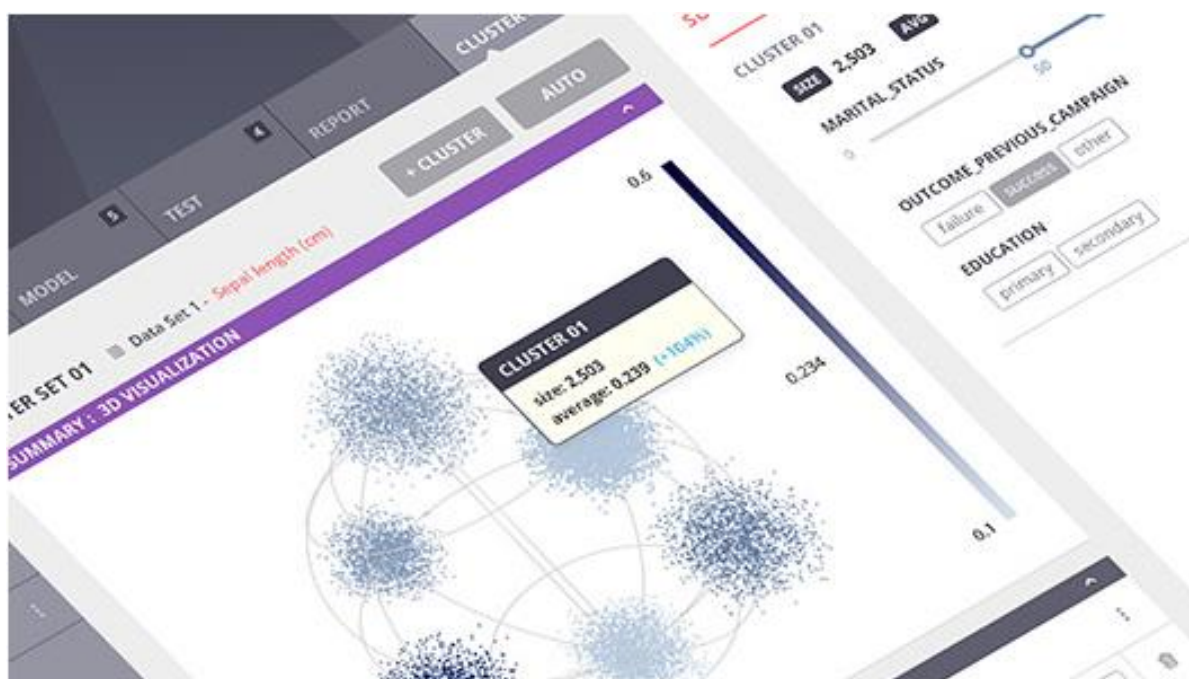 CLUSTER
REPORT
4
TEST
5
MODEL
AUTO
+ CLUSTER
SET 01
Data Set 1 - Sepal length (cm)
SUMMARY : 3D VISUALIZATION
CLUSTER 01
size: 2,503
average: 0.239 (+104%)
0.6
0.234
0.1
CLUSTER 01
SIZE 2,503 AVG
MARITAL_STATUS
0
50
OUTCOME_PREVIOUS_CAMPAIGN
failure success other
EDUCATION
primary secondary